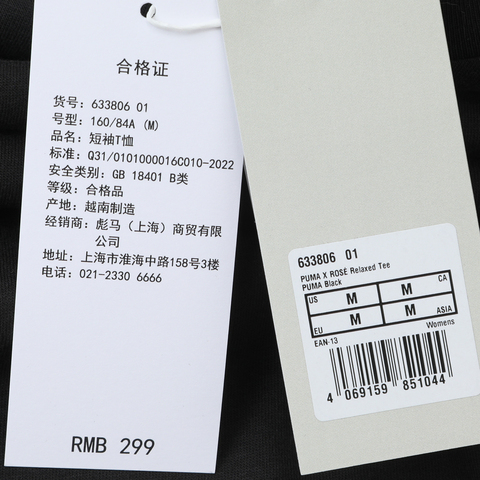 合格证
货号: 633806 01
号型: 160/84A (M)
品名: 短袖T恤
标准: Q31/0101000016C010-2022
安全类别: GB 18401 B类
等级: 合格品
产地: 越南制造
经销商: 彪马（上海）商贸有限
公司
地址: 上海市淮海中路158号3楼
电话: 021-2330 6666
RMB 299
633806 01
PUMA X ROSÉ Relaxed Tee
PUMA Black
US M M CA
EU M M ASIA
EAN-13 Womens
4 069159 851044